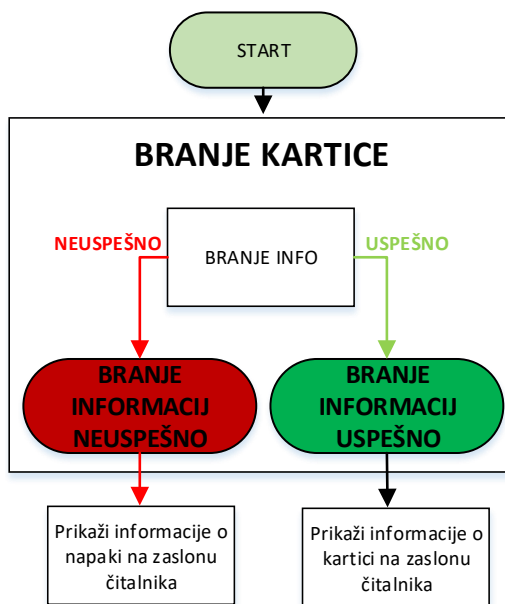 START
BRANJE KARTICE
NEUSPEŠNO
USPEŠNO
BRANJE INFO
BRANJE
INFORMACIJ
NEUSPEŠNO
BRANJE
INFORMACIJ
USPEŠNO
Prikaži informacije o
napaki na zaslonu
čitalnika
Prikaži informacije o
kartici na zaslonu
čitalnika